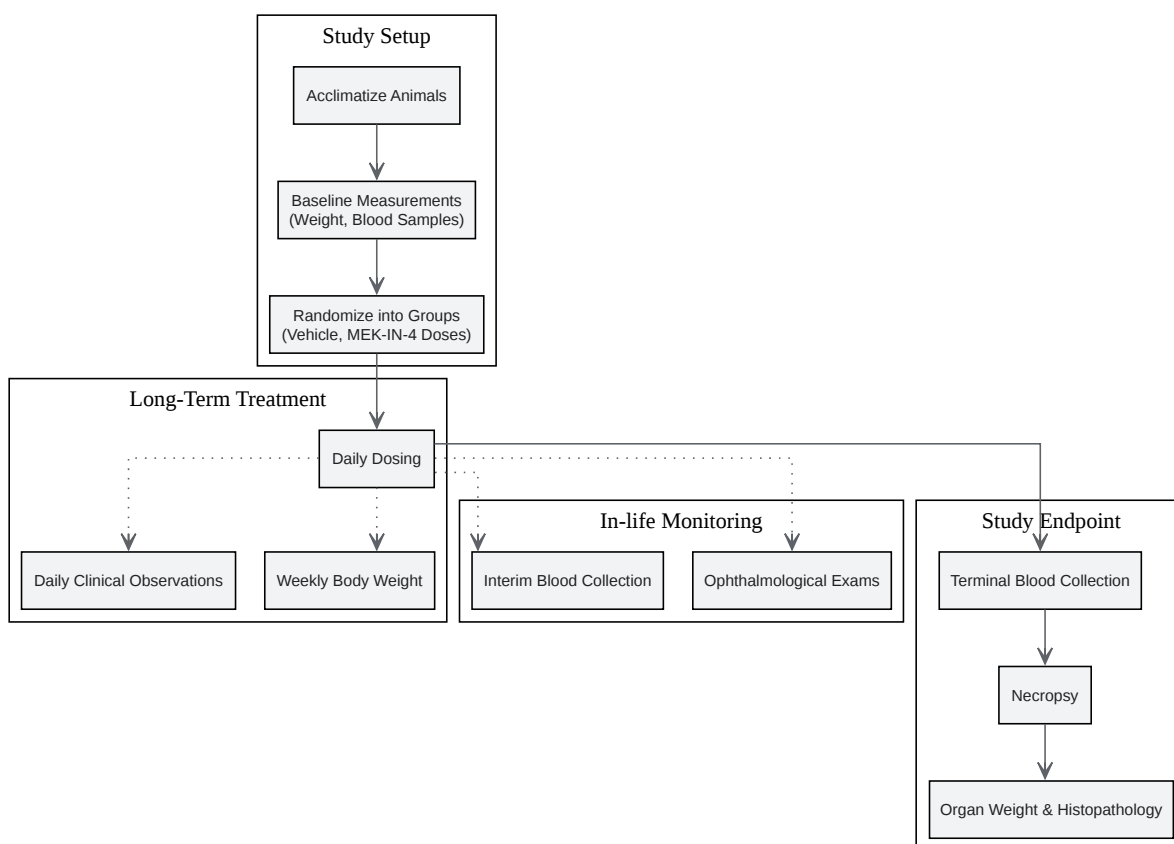 Study Setup
Acclimatize Animals
Baseline Measurements
(Weight, Blood Samples)
Randomize into Groups
(Vehicle, MEK-IN-4 Doses)
Long-Term Treatment
Daily Dosing
Daily Clinical Observations
Weekly Body Weight
In-life Monitoring
Interim Blood Collection
Ophthalmological Exams
Study Endpoint
Terminal Blood Collection
Necropsy
Organ Weight & Histopathology